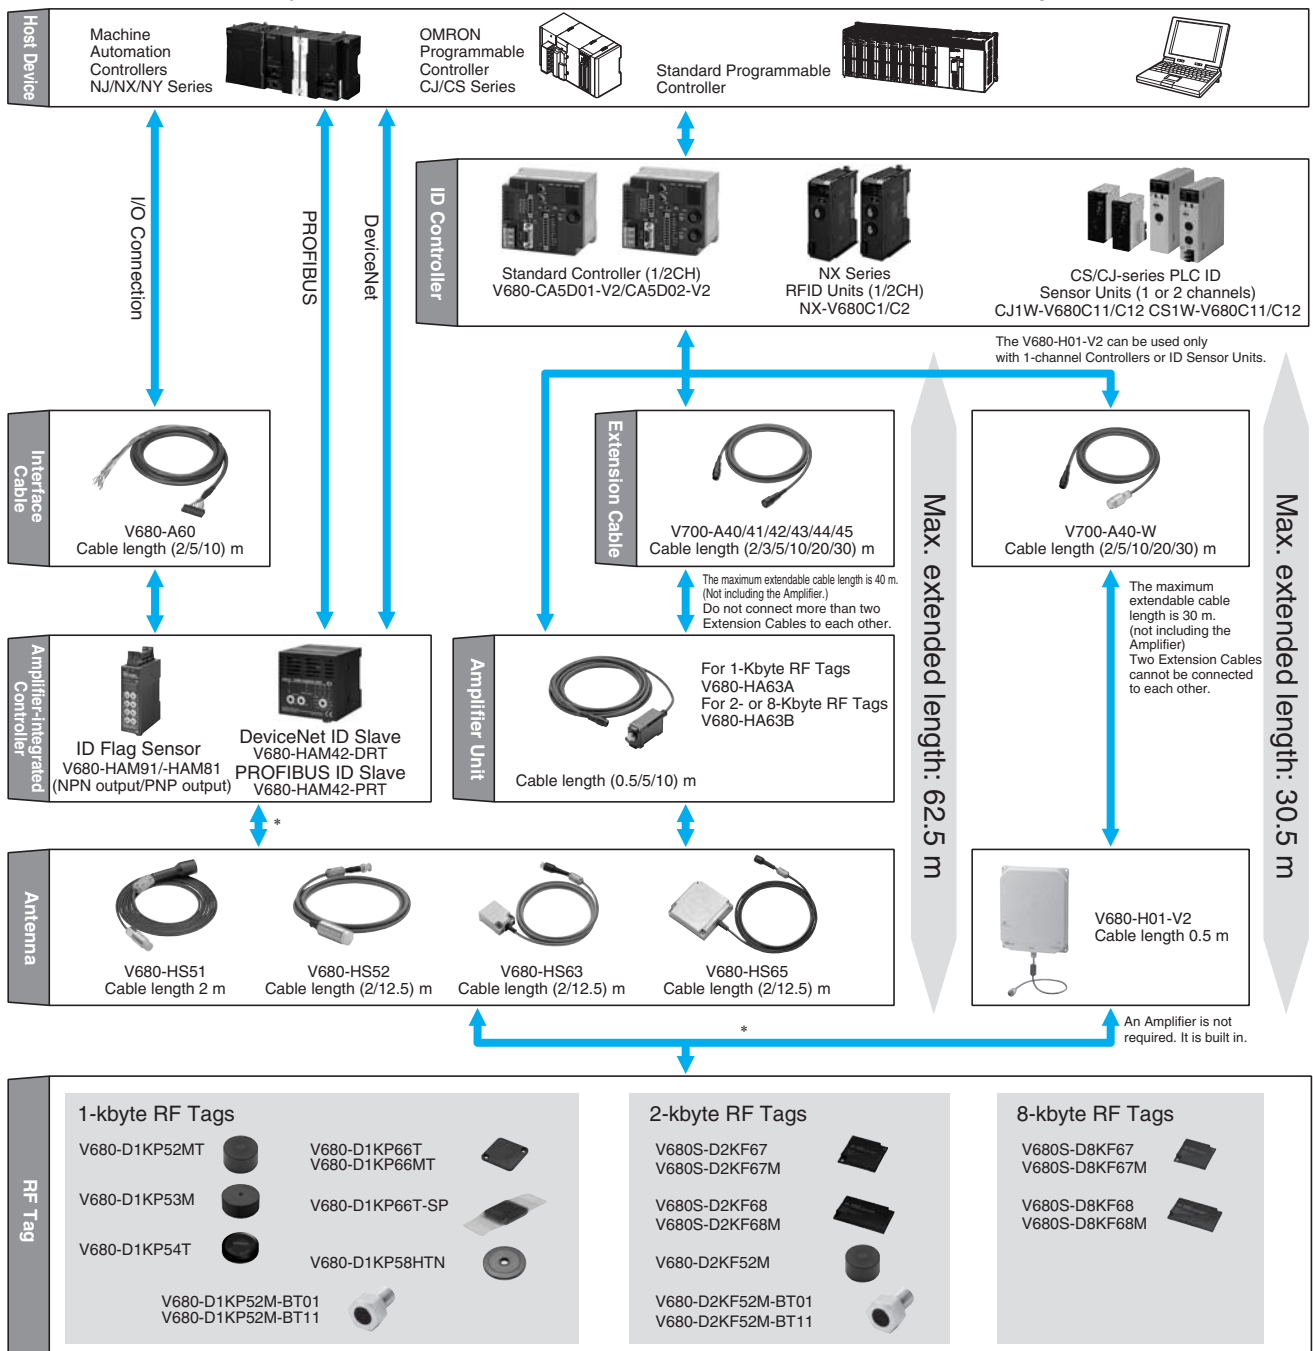 Host Device
Machine
Automation
Controllers
NJ/NX/NY Series
OMRON
Programmable
Controller
CJ/CS Series
Standard Programmable
Controller
I/O Connection
PROFIBUS
DeviceNet
ID Controller
Standard Controller (1/2CH)
V680-CA5D01-V2/CA5D02-V2
NX Series
RFID Units (1/2CH)
NX-V680C1/C2
CS/CJ-series PLC ID
Sensor Units (1 or 2 channels)
CJ1W-V680C11/C12 CS1W-V680C11/C12
The V680-H01-V2 can be used only
with 1-channel Controllers or ID Sensor Units.
Interface
Cable
V680-A60
Cable length (2/5/10) m
Extension Cable
V700-A40/41/42/43/44/45
Cable length (2/3/5/10/20/30) m
V700-A40-W
Cable length (2/5/10/20/30) m
The maximum extendable cable length is 40 m.
(Not including the Amplifier.)
Do not connect more than two
Extension Cables to each other.
The maximum
extendable cable
length is 30 m.
(not including the
Amplifier)
Two Extension Cables
cannot be connected
to each other.
Max. extended length: 62.5 m
Max. extended length: 30.5 m
Amplifier-integrated
Controller
ID Flag Sensor
V680-HAM91/-HAM81
(NPN output/PNP output)
DeviceNet ID Slave
V680-HAM42-DRT
PROFIBUS ID Slave
V680-HAM42-PRT
Amplifier Unit
For 1-Kbyte RF Tags
V680-HA63A
For 2- or 8-Kbyte RF Tags
V680-HA63B
Cable length (0.5/5/10) m
*
Antenna
V680-HS51
Cable length 2 m
V680-HS52
Cable length (2/12.5) m
V680-HS63
Cable length (2/12.5) m
V680-HS65
Cable length (2/12.5) m
V680-H01-V2
Cable length 0.5 m
*
An Amplifier is not
required. It is built in.
RF Tag
1-kbyte RF Tags
V680-D1KP52MT
V680-D1KP53M
V680-D1KP54T
V680-D1KP66T
V680-D1KP66MT
V680-D1KP66T-SP
V680-D1KP58HTN
V680-D1KP52M-BT01
V680-D1KP52M-BT11
2-kbyte RF Tags
V680S-D2KF67
V680S-D2KF67M
V680S-D2KF68
V680S-D2KF68M
V680-D2KF52M
V680-D2KF52M-BT01
V680-D2KF52M-BT11
8-kbyte RF Tags
V680S-D8KF67
V680S-D8KF67M
V680S-D8KF68
V680S-D8KF68M